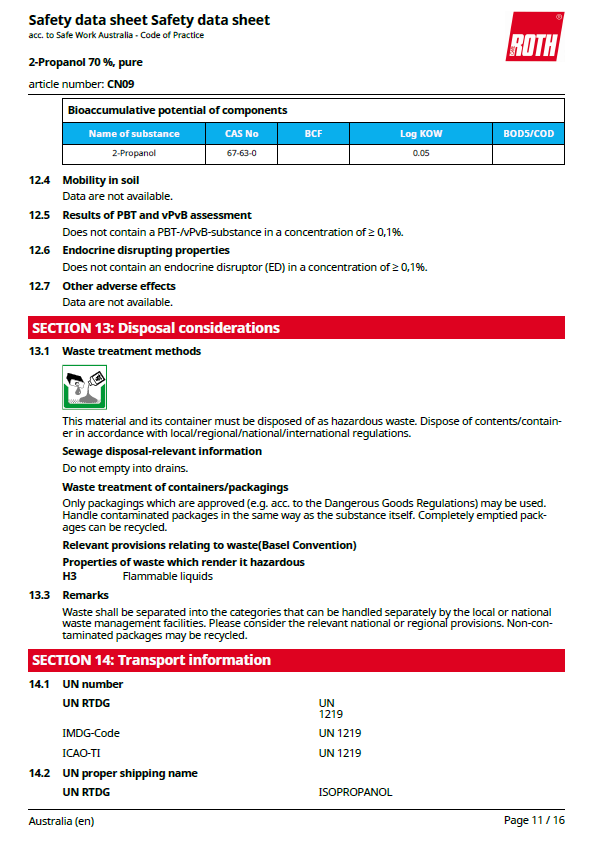 Safety data sheet Safety data sheet
acc. to Safe Work Australia - Code of Practice
ROTH
®
2-Propanol 70 %, pure
article number: CN09
Bioaccumulative potential of components
Name of substance CAS No BCF Log KOW BOD5/COD
2-Propanol 67-63-0 0.05
12.4 Mobility in soil
Data are not available.
12.5 Results of PBT and vPvB assessment
Does not contain a PBT-/vPvB-substance in a concentration of ≥ 0,1%.
12.6 Endocrine disrupting properties
Does not contain an endocrine disruptor (ED) in a concentration of ≥ 0,1%.
12.7 Other adverse effects
Data are not available.
SECTION 13: Disposal considerations
13.1 Waste treatment methods
This material and its container must be disposed of as hazardous waste. Dispose of contents/contain-
er in accordance with local/regional/national/international regulations.
Sewage disposal-relevant information
Do not empty into drains.
Waste treatment of containers/packagings
Only packagings which are approved (e.g. acc. to the Dangerous Goods Regulations) may be used.
Handle contaminated packages in the same way as the substance itself. Completely emptied pack-
ages can be recycled.
Relevant provisions relating to waste(Basel Convention)
Properties of waste which render it hazardous
H3 Flammable liquids
13.3 Remarks
Waste shall be separated into the categories that can be handled separately by the local or national
waste management facilities. Please consider the relevant national or regional provisions. Non-con-
taminated packages may be recycled.
SECTION 14: Transport information
14.1 UN number
UN RTDG UN
1219
IMDG-Code UN 1219
ICAO-TI UN 1219
14.2 UN proper shipping name
UN RTDG ISOPROPANOL
Australia (en) Page 11 / 16